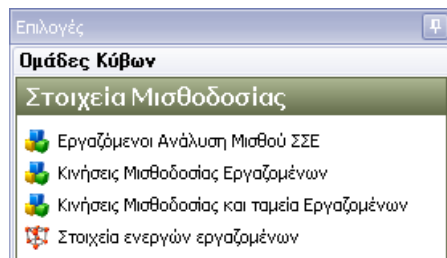 Επιλογές
Ομάδες Κύβων
Στοιχεία Μισθοδοσίας
Εργαζόμενοι Ανάλυση Μισθού ΣΣΕ
Κινήσεις Μισθοδοσίας Εργαζομένων
Κινήσεις Μισθοδοσίας και ταμεία Εργαζομένων
Στοιχεία ενεργών εργαζομένων